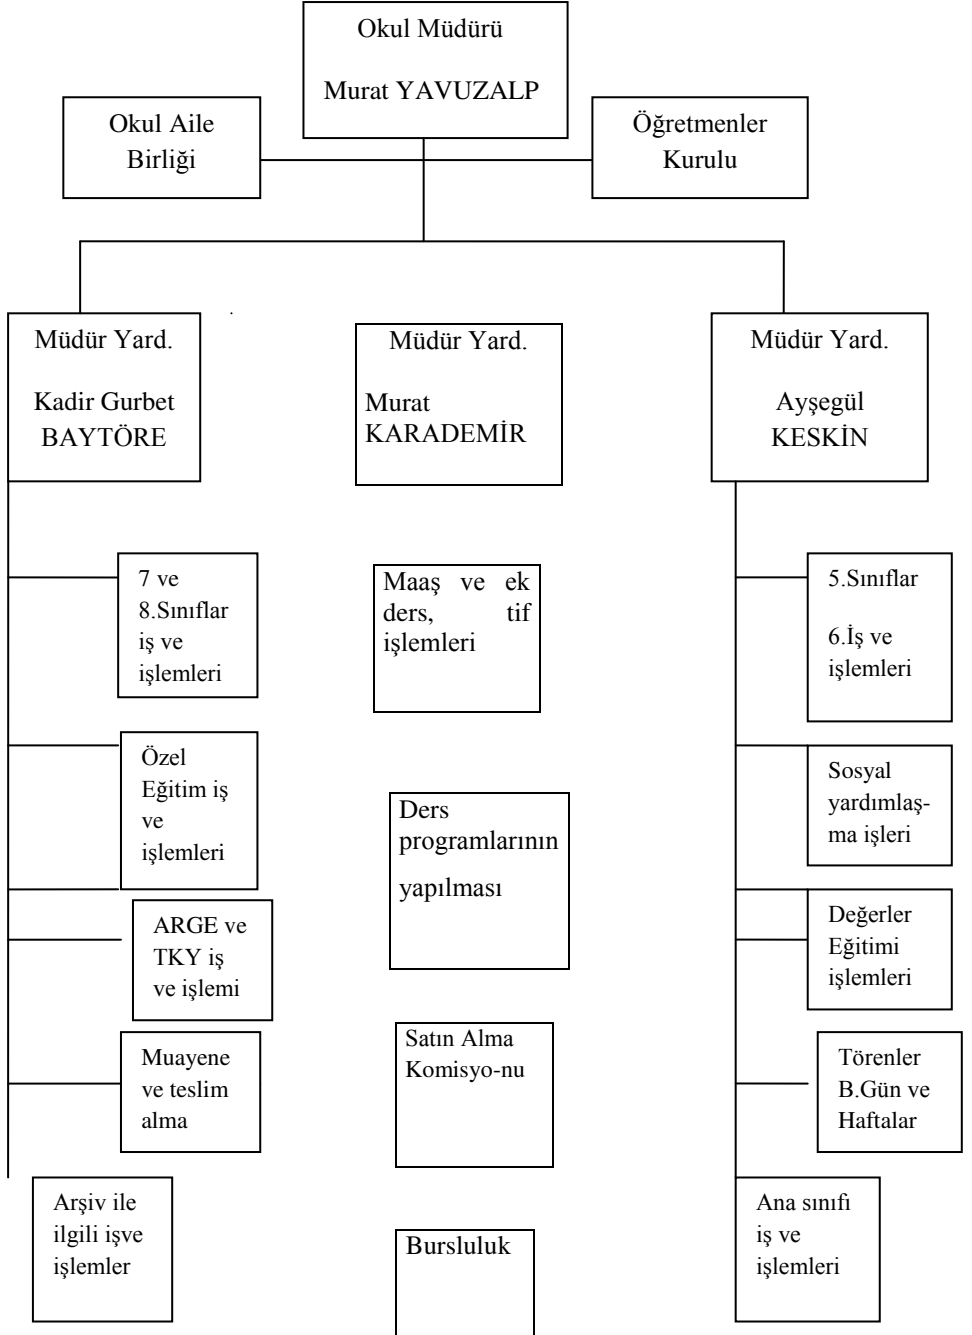 Okul Müdürü
Murat YAVUZALP
Okul Aile
Birliği
Öğretmenler
Kurulu
Müdür Yard.
Kadir Gurbet
BAYTÖRE
Müdür Yard.
Murat
KARADEMİR
Müdür Yard.
Ayşegül
KESKİN
7 ve
8.Sınıflar
iş ve
işlemleri
Maaş ve ek
ders, tif
işlemleri
5.Sınıflar
6.İş ve
işlemleri
Özel
Eğitim iş
ve
işlemleri
Ders
programlarının
yapılması
Sosyal
yardımlaş-
ma işleri
ARGE ve
TKY iş
ve işlemi
Değerler
Eğitimi
işlemleri
Muayene
ve teslim
alma
Satın Alma
Komisyo-nu
Törenler
B.Gün ve
Haftalar
Arşiv ile
ilgili işve
işlemler
Bursluluk
Ana sınıfı
iş ve
işlemleri